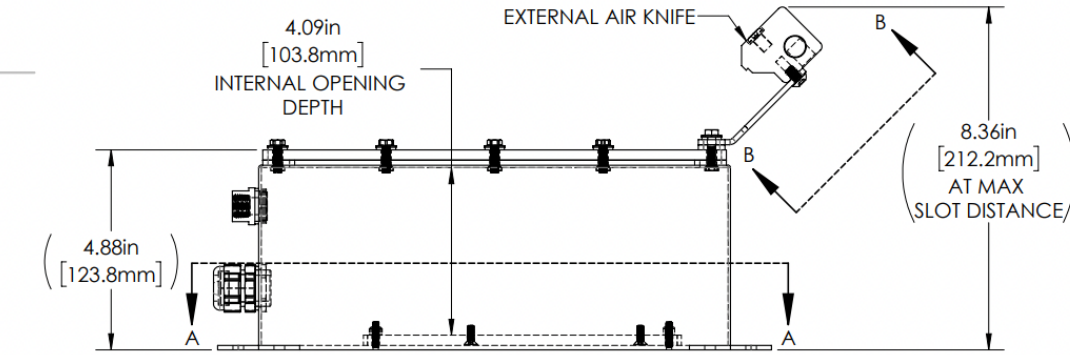 4.09in
[103.8mm]
INTERNAL OPENING
DEPTH
EXTERNAL AIR KNIFE
B
B
8.36in
[212.2mm]
AT MAX
SLOT DISTANCE
4.88in
[123.8mm]
A
A